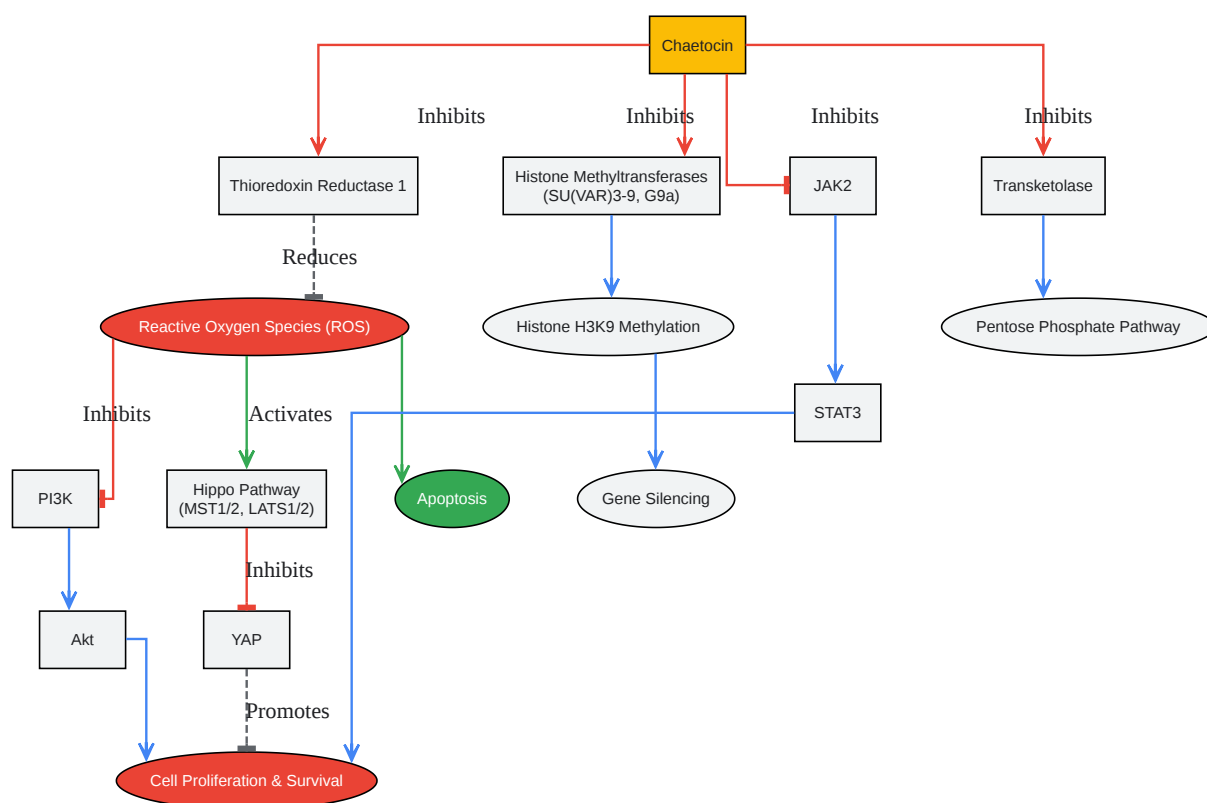 Chaetocin
Inhibits
Inhibits
Inhibits
Inhibits
Thioredoxin Reductase 1
Histone Methyltransferases
(SU(VAR)3-9, G9a)
JAK2
Transketolase
Reduces
Reactive Oxygen Species (ROS)
Histone H3K9 Methylation
Pentose Phosphate Pathway
Inhibits
Activates
STAT3
PI3K
Hippo Pathway
(MST1/2, LATS1/2)
Apoptosis
Gene Silencing
Inhibits
Akt
YAP
Promotes
Cell Proliferation & Survival